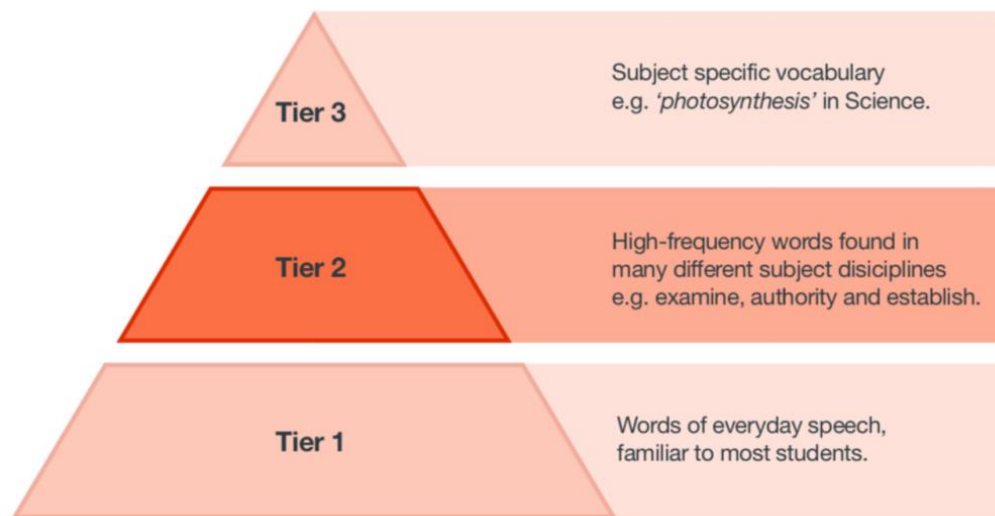 Tier 3
Subject specific vocabulary
e.g. ‘photosynthesis’ in Science.
Tier 2
High-frequency words found in
many different subject disiciplines
e.g. examine, authority and establish.
Tier 1
Words of everyday speech,
familiar to most students.